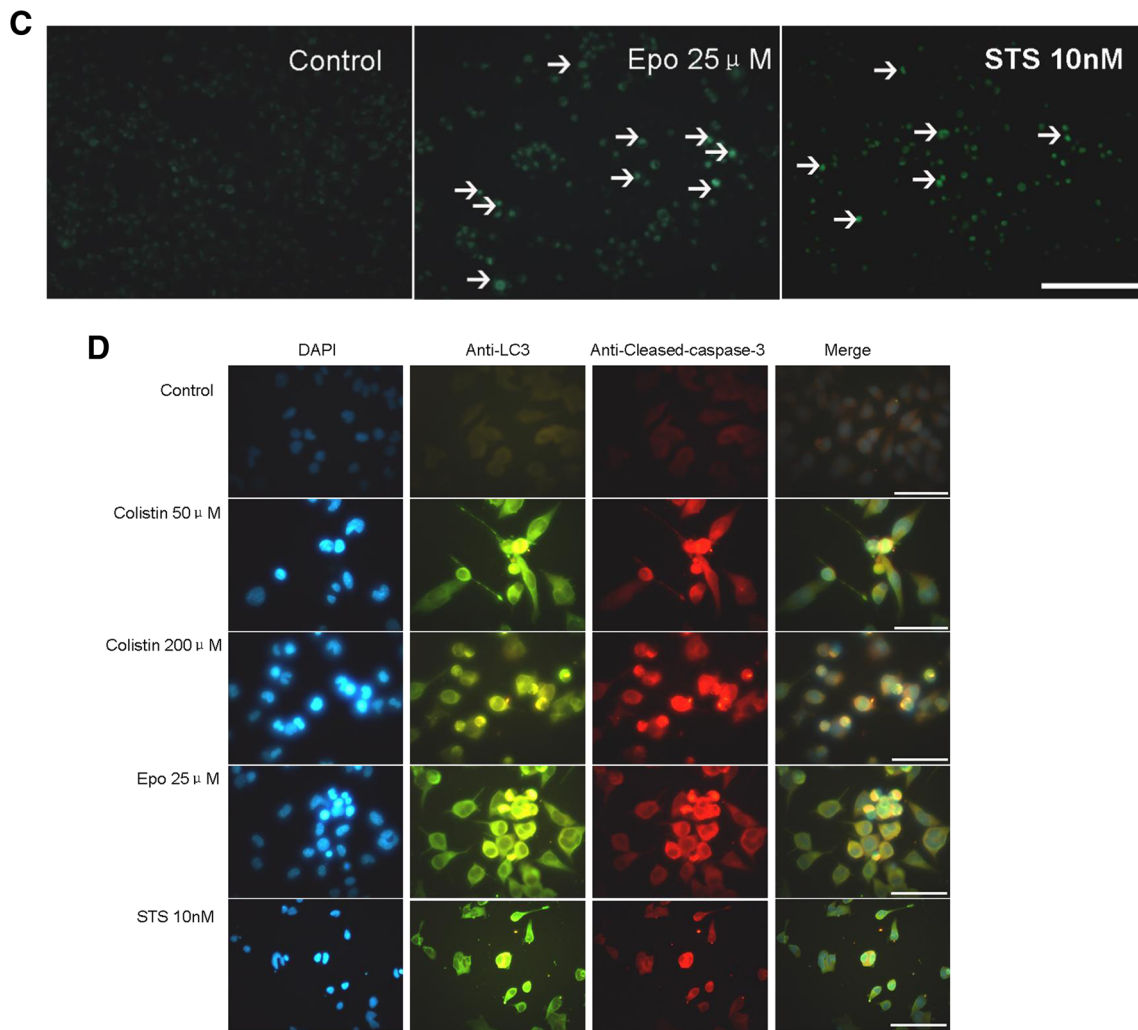 C
Control
Epo 25 μ M
STS 10nM
D
DAPI
Anti-LC3
Anti-Cleased-caspase-3
Merge
Control
Colistin 50 μ M
Colistin 200 μ M
Epo 25 μ M
STS 10nM